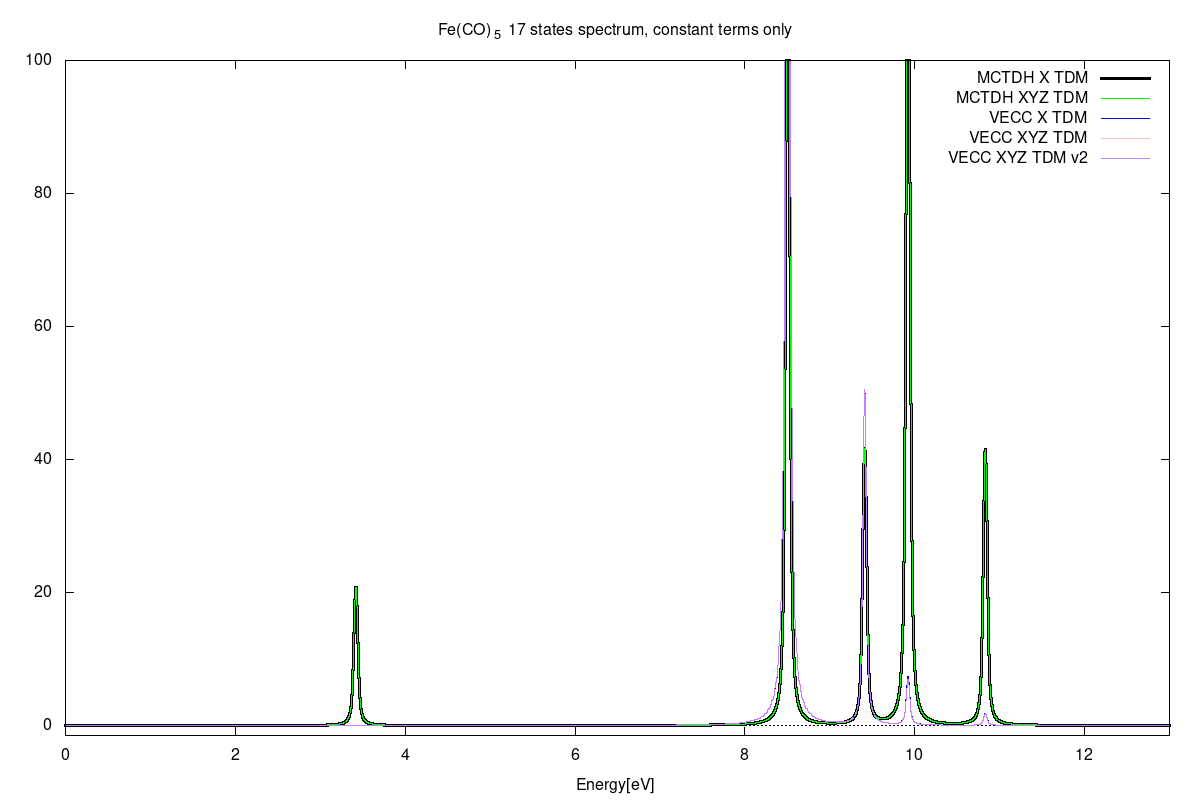 Fe(CO) 5 17 states spectrum, constant terms only
100
80
60
40
20
0
MCTDH X TDM
MCTDH XYZ TDM
VECC X TDM
VECC XYZ TDM
VECC XYZ TDM v2
0 2 4 6 8 10 12
Energy[eV]